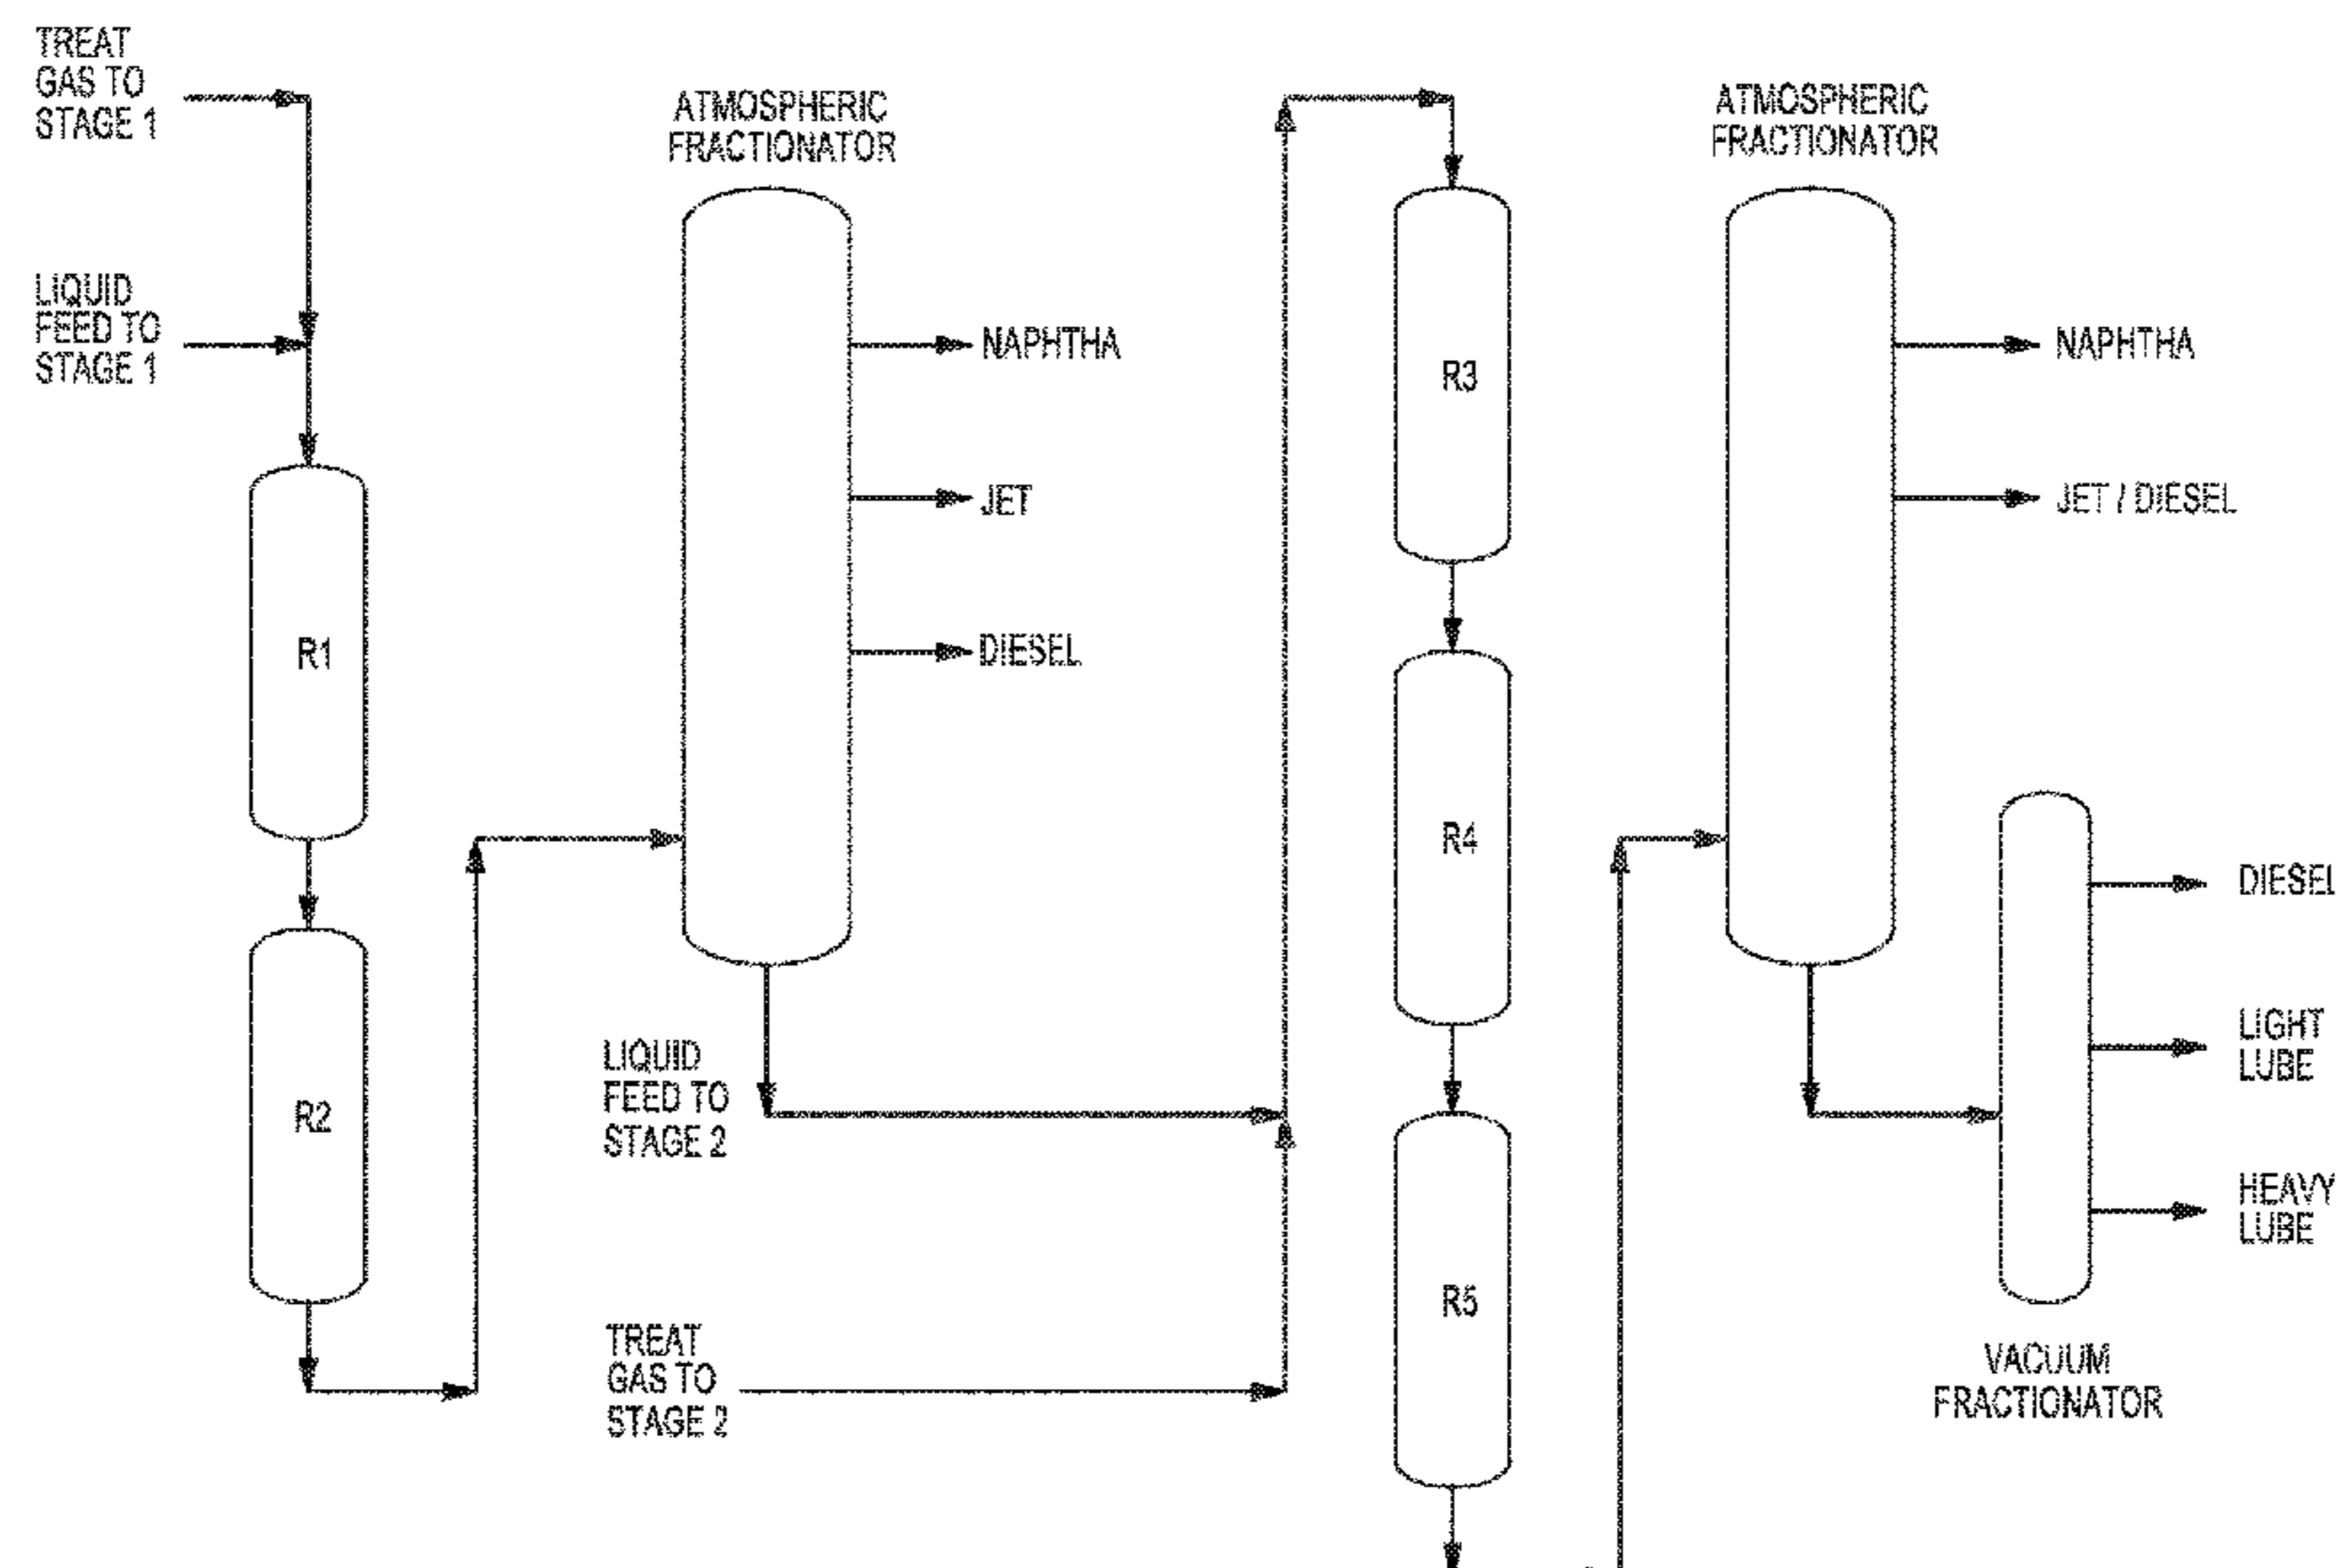 TREAT
GAS TO
STAGE 1
LIQUID
FEED TO
STAGE 1
R1
R2
ATMOSPHERIC
FRACTIONATOR
NAPHTHA
JET
DIESEL
LIQUID
FEED TO
STAGE 2
TREAT
GAS TO
STAGE 2
R3
R4
R5
ATMOSPHERIC
FRACTIONATOR
NAPHTHA
JET / DIESEL
DIESEL
LIGHT
LUBE
HEAVY
LUBE
VACUUM
FRACTIONATOR